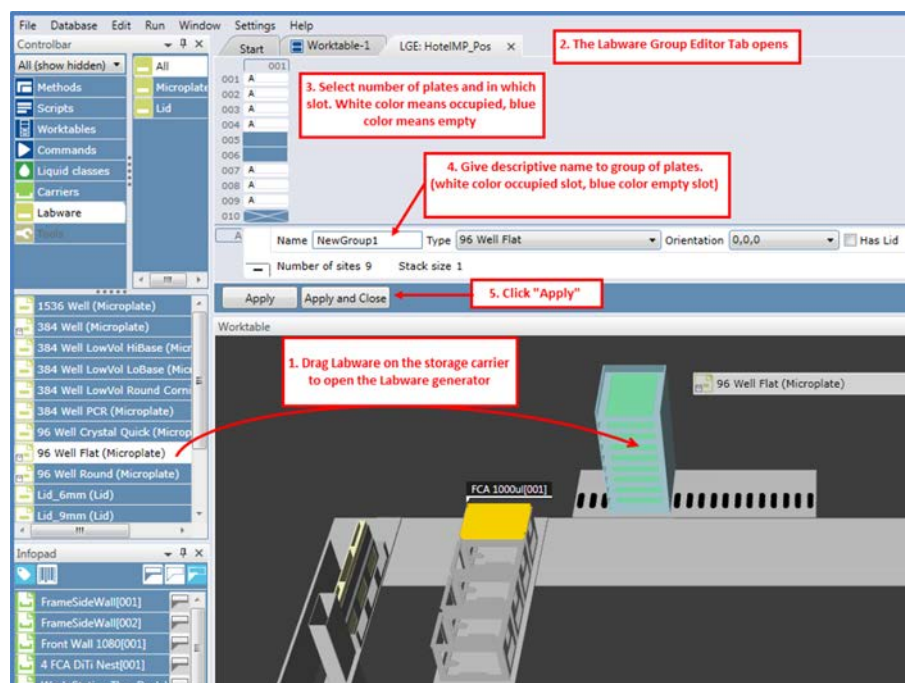 File Database Edit Run Window Settings Help
Controlbar
All (show hidden)
Methods
Scripts
Worktables
Commands
Liquid classes
Carriers
Labware
Tools
All
Microplate
Lid
Start Worktable-1 LGE: HotelMP_Pos
2. The Labware Group Editor Tab opens
001
001 A
002 A
003 A
004 A
005
006
007 A
008 A
009 A
010
3. Select number of plates and in which
slot. White color means occupied, blue
color means empty
4. Give descriptive name to group of plates.
(white color occupied slot, blue color empty slot)
A Name NewGroup1 Type 96 Well Flat Orientation 0,0,0 Has Lid
Number of sites 9 Stack size 1
Apply Apply and Close
5. Click "Apply"
1536 Well (Microplate)
384 Well (Microplate)
384 Well LowVol HiBase (Micr
384 Well LowVol LoBase (Micr
384 Well LowVol Round Corni
384 Well PCR (Microplate)
96 Well Crystal Quick (Microp
96 Well Flat (Microplate)
96 Well Round (Microplate)
Lid_6mm (Lid)
Lid_9mm (Lid)
Worktable
1. Drag Labware on the storage carrier
to open the Labware generator
96 Well Flat (Microplate)
FCA 1000ul[001]
Infopad
FrameSideWall[001]
FrameSideWall[002]
Front Wall 1080[001]
4 FCA DiTi Nest[001]